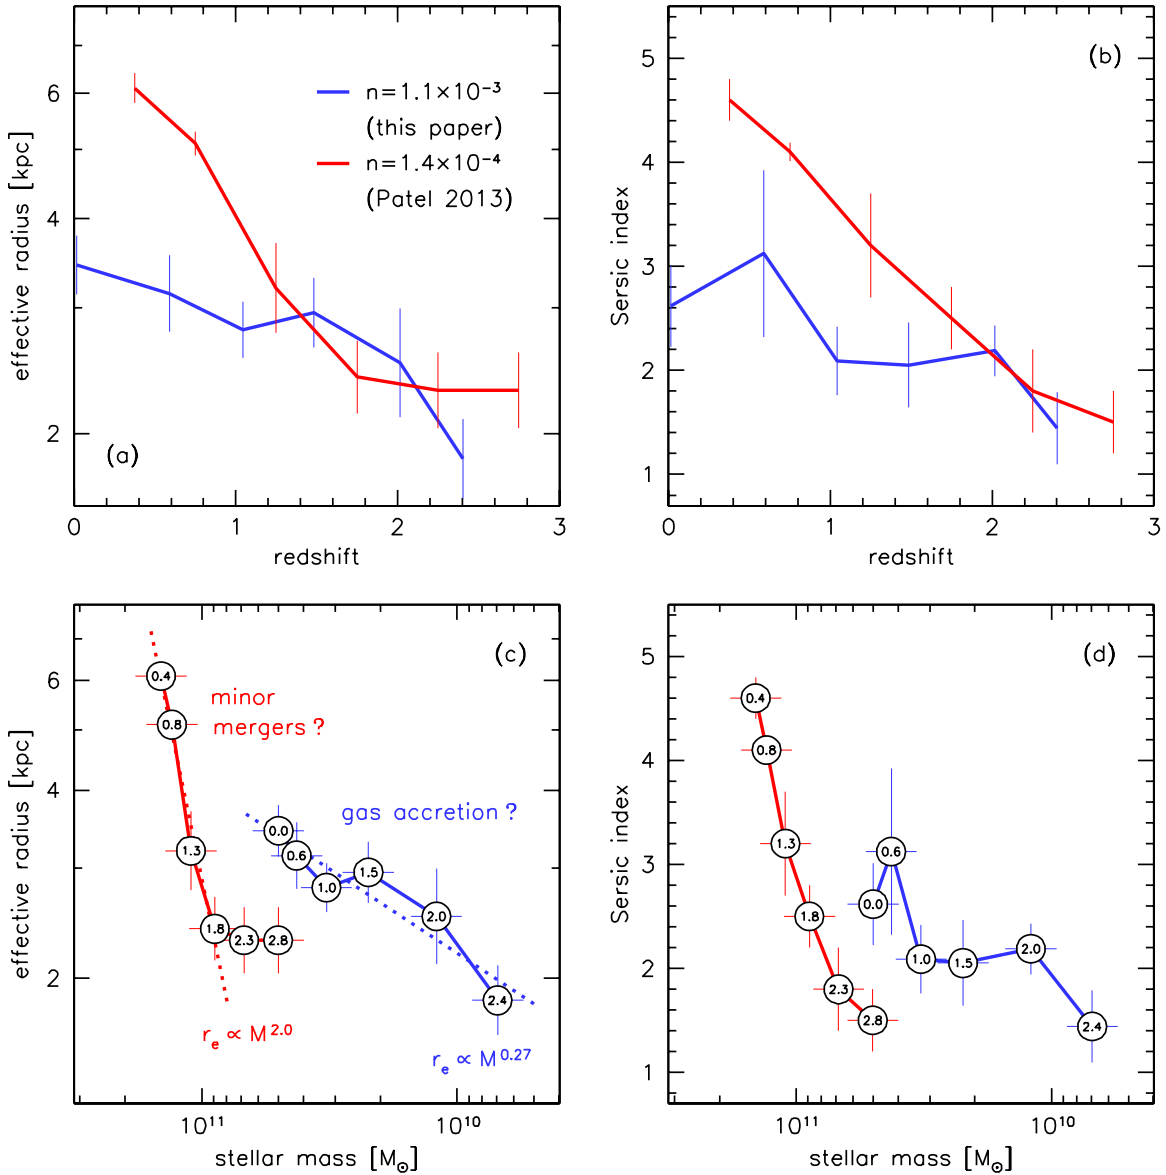 6
4
2
effective radius [kpc]
n=1.1×10⁻³
(this paper)
n=1.4×10⁻⁴
(Patel 2013)
(a)
0
1
2
3
redshift
5
4
3
2
1
Sersic index
(b)
0
1
2
3
redshift
6
4
2
effective radius [kpc]
(c)
0.4
0.8
1.3
1.8
2.3
2.8
minor
mergers ?
gas accretion ?
0.0
0.6
1.0
1.5
2.0
2.4
rₑ ∝ M²·⁰
rₑ ∝ M⁰·²⁷
10¹¹
10¹⁰
stellar mass [M⊙]
5
4
3
2
1
Sersic index
(d)
0.4
0.8
1.3
1.8
2.3
2.8
0.0
0.6
1.0
1.5
2.0
2.4
10¹¹
10¹⁰
stellar mass [M⊙]